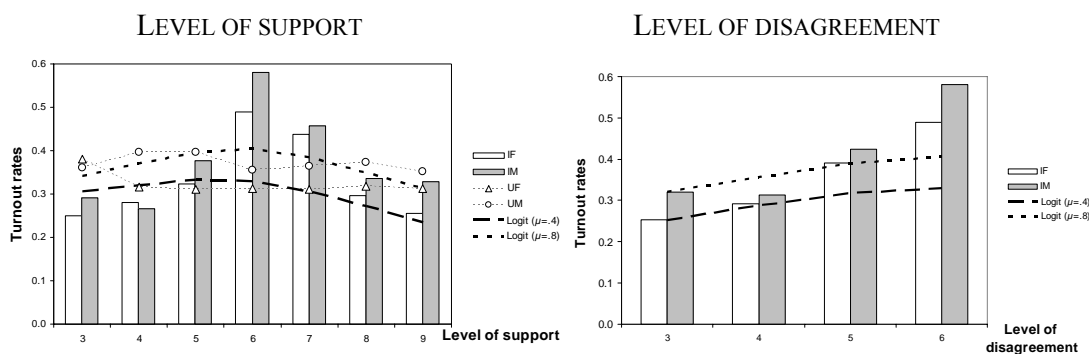 LEVEL OF SUPPORT
Turnout rates
0.6
0.5
0.4
0.3
0.2
0.1
0.0
3 4 5 6 7 8 9
Level of support
IF
IM
UF
UM
Logit (μ=.4)
Logit (μ=.8)
LEVEL OF DISAGREEMENT
Turnout rates
0.6
0.5
0.4
0.3
0.2
0.1
0.0
3 4 5 6
Level of
disagreement
IF
IM
Logit (μ=.4)
Logit (μ=.8)